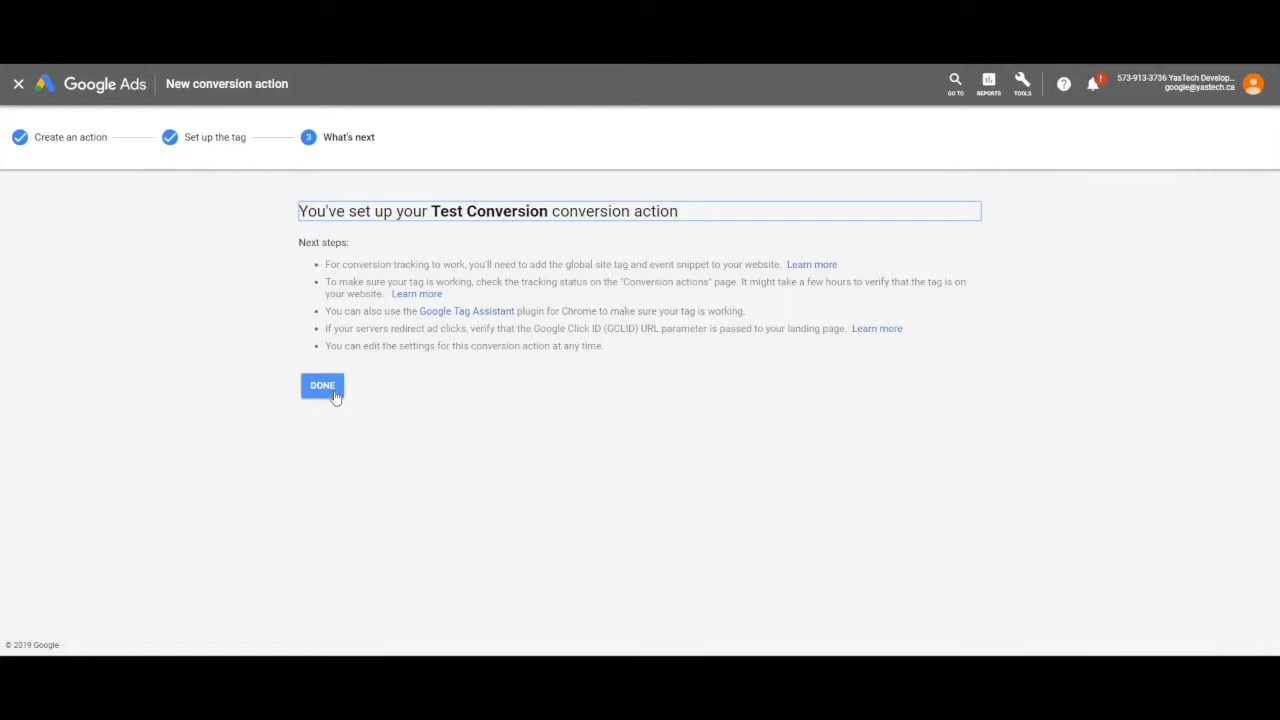 Google Ads
New conversion action
GO TO
REPORTS
TOOLS
?
!
573-913-3736 YasTech Develop...
google@yastech.ca
Create an action
Set up the tag
3 What's next
You've set up your Test Conversion conversion action
Next steps:
• For conversion tracking to work, you'll need to add the global site tag and event snippet to your website. Learn more
• To make sure your tag is working, check the tracking status on the "Conversion actions" page. It might take a few hours to verify that the tag is on
your website. Learn more
• You can also use the Google Tag Assistant plugin for Chrome to make sure your tag is working.
• If your servers redirect ad clicks, verify that the Google Click ID (GCLID) URL parameter is passed to your landing page. Learn more
• You can edit the settings for this conversion action at any time.
DONE
© 2019 Google